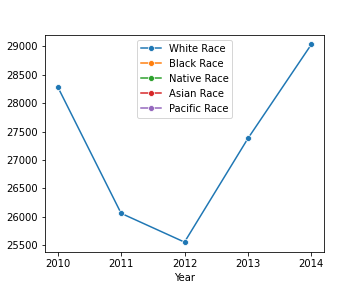 29000
28500
28000
27500
27000
26500
26000
25500
White Race
Black Race
Native Race
Asian Race
Pacific Race
2010 2011 2012 2013 2014
Year